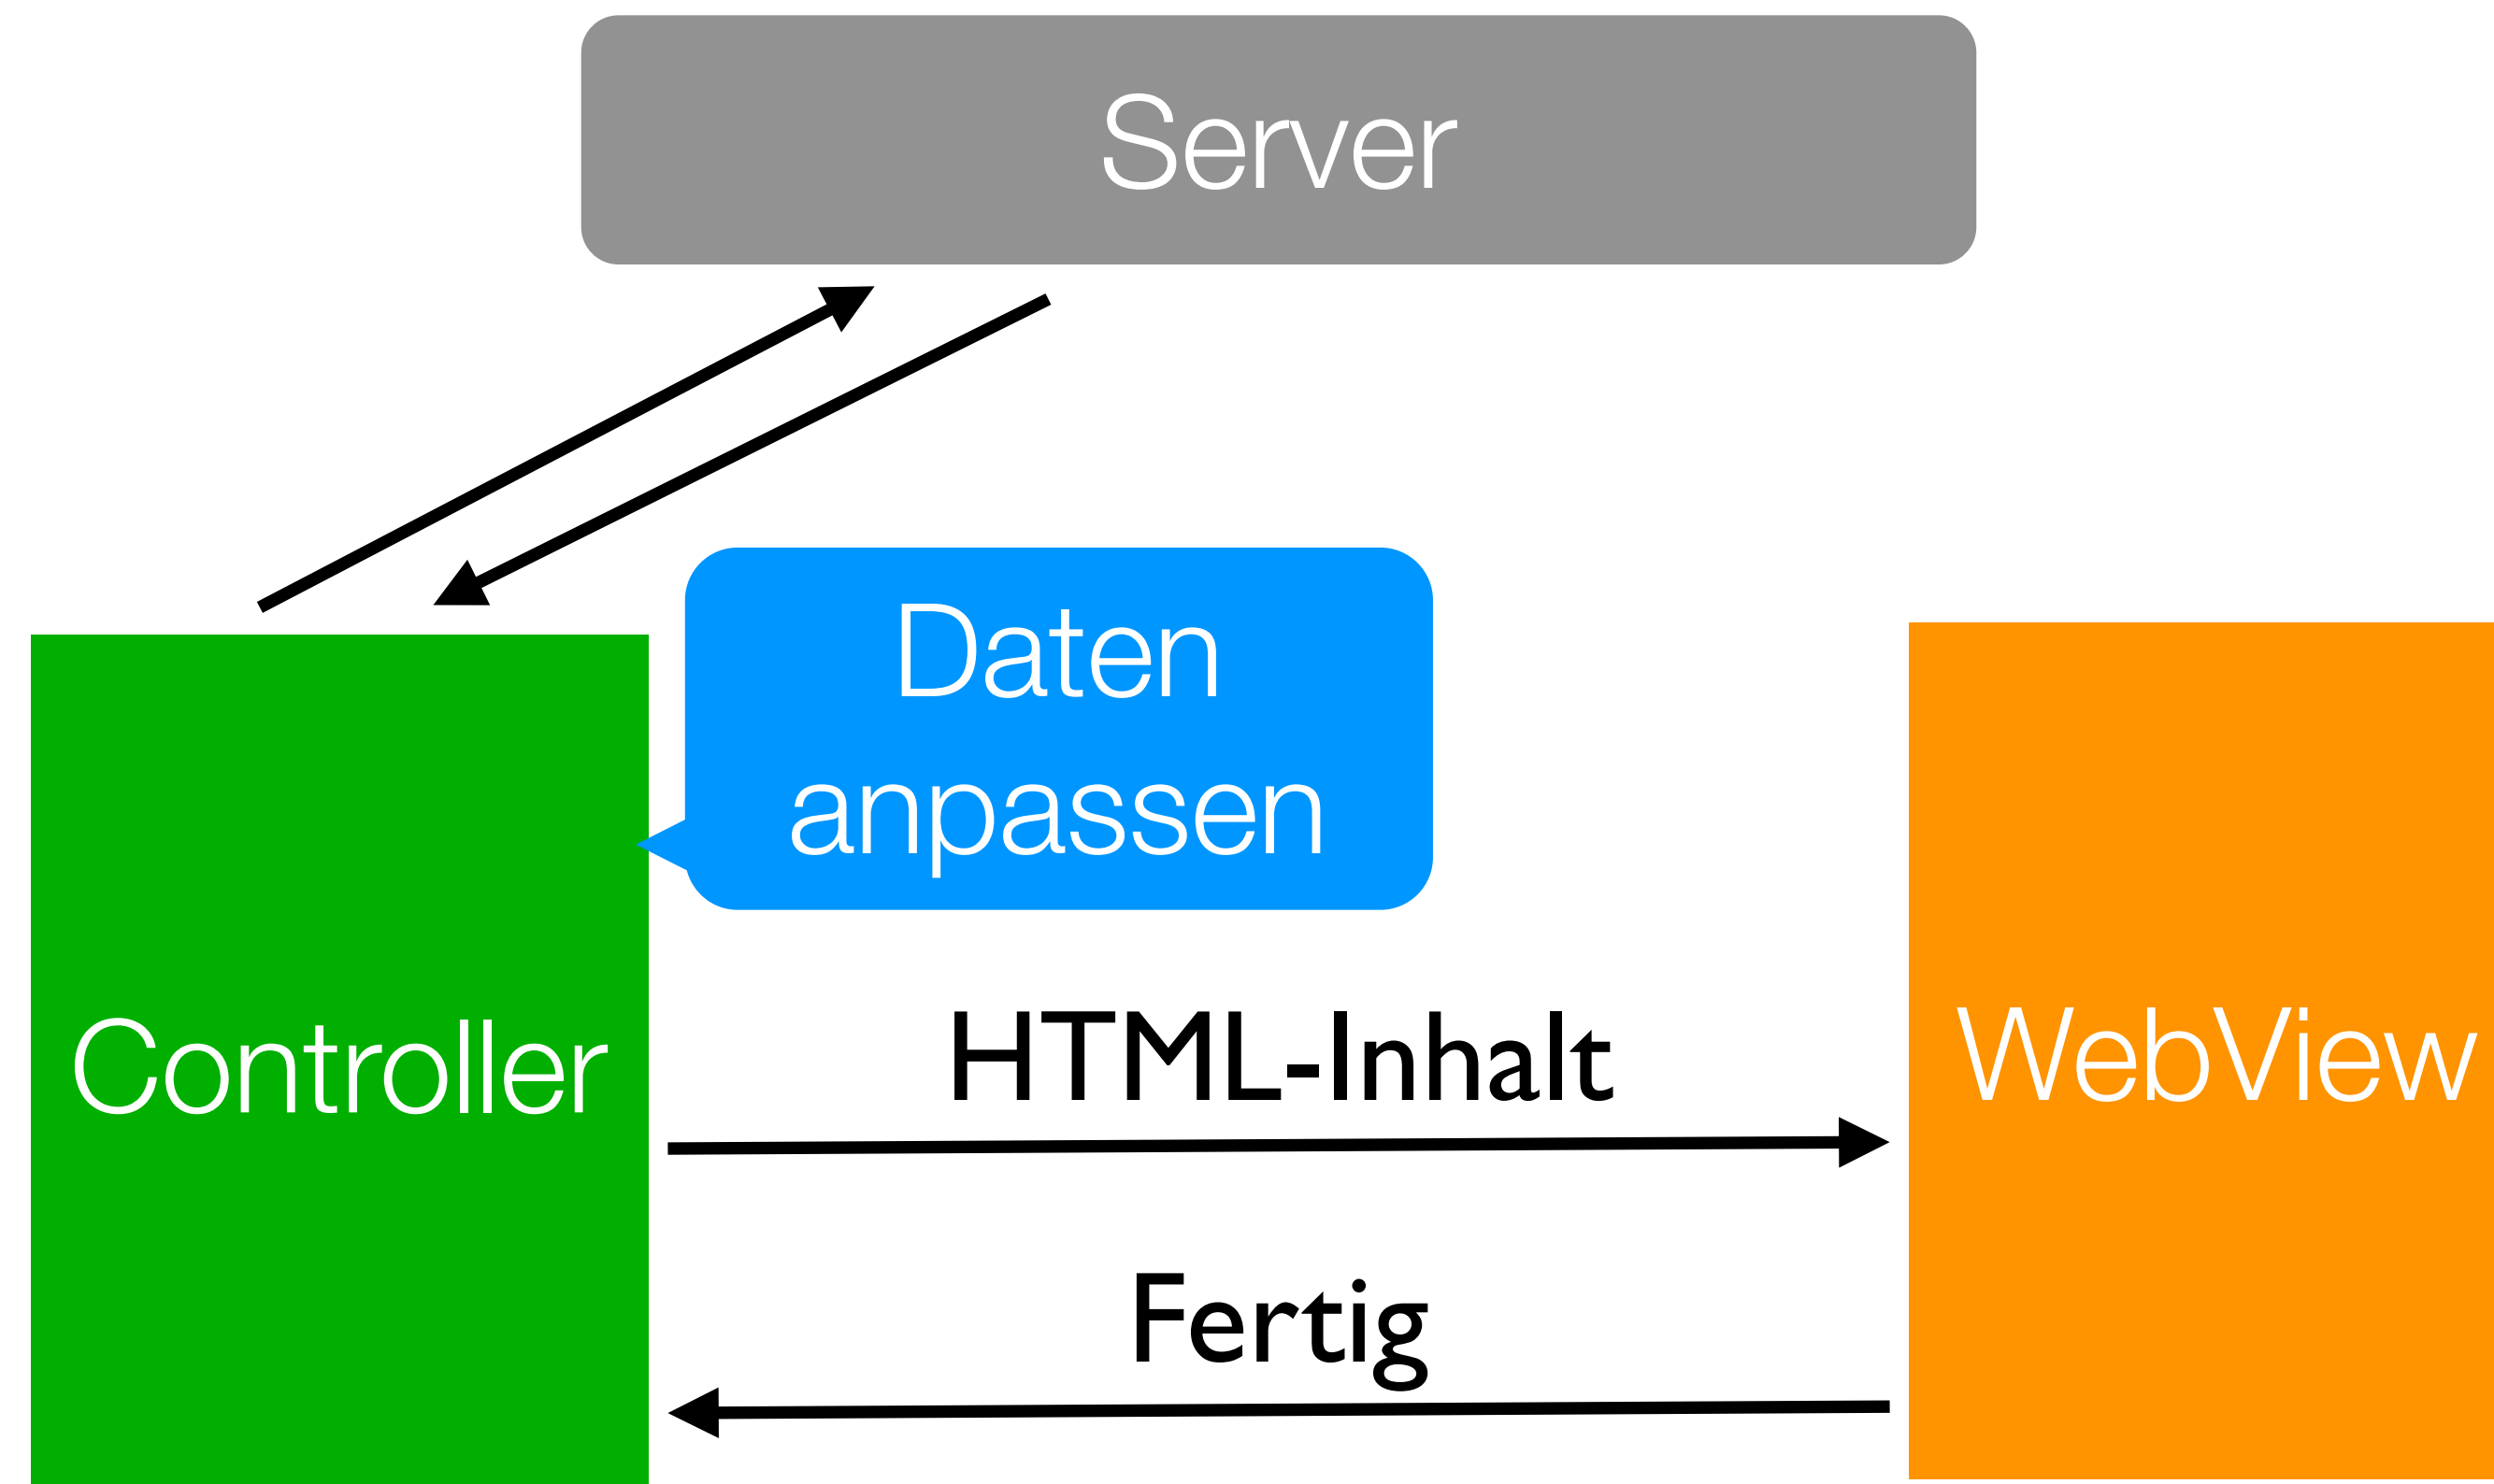 Server
Daten
anpassen
Controller
HTML-Inhalt
WebView
Fertig